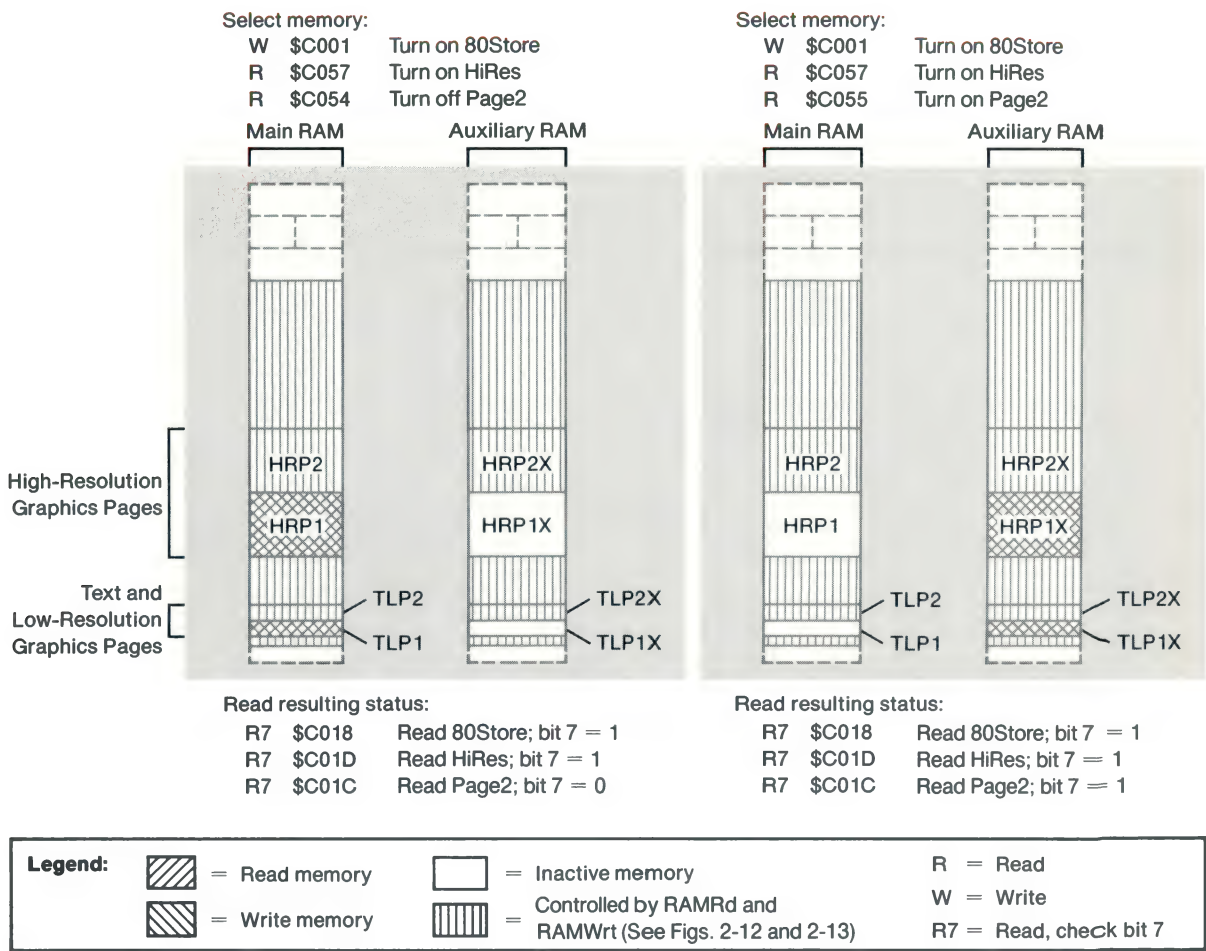 Select memory:
W $C001 Turn on 80Store
R $C057 Turn on HiRes
R $C054 Turn off Page2
Main RAM Auxiliary RAM
Select memory:
W $C001 Turn on 80Store
R $C057 Turn on HiRes
R $C055 Turn on Page2
Main RAM Auxiliary RAM
High-Resolution
Graphics Pages
HRP2 HRP2X
HRP1 HRP1X
HRP2 HRP2X
HRP1 HRP1X
Text and
Low-Resolution
Graphics Pages
TLP2 TLP2X
TLP1 TLP1X
TLP2 TLP2X
TLP1 TLP1X
Read resulting status:
R7 $C018 Read 80Store; bit 7 = 1
R7 $C01D Read HiRes; bit 7 = 1
R7 $C01C Read Page2; bit 7 = 0
Read resulting status:
R7 $C018 Read 80Store; bit 7 = 1
R7 $C01D Read HiRes; bit 7 = 1
R7 $C01C Read Page2; bit 7 = 1
Legend:
= Read memory
= Write memory
= Inactive memory
= Controlled by RAMRd and
RAMWrt (See Figs. 2-12 and 2-13)
R = Read
W = Write
R7 = Read, check bit 7